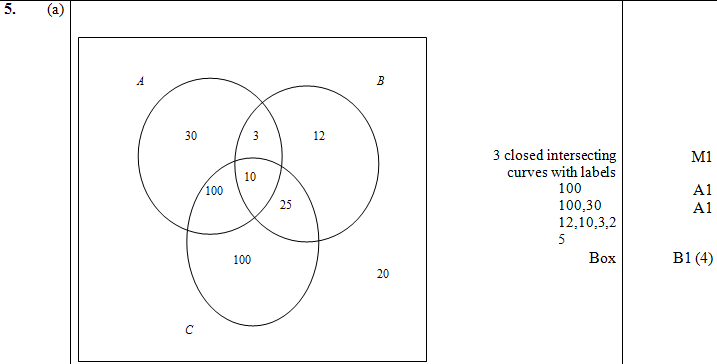 5. (a)
A B
30 3 12
10
100
25
100
20
C
3 closed intersecting M1
curves with labels
100 A1
100,30 A1
12,10,3,2
5
Box B1 (4)